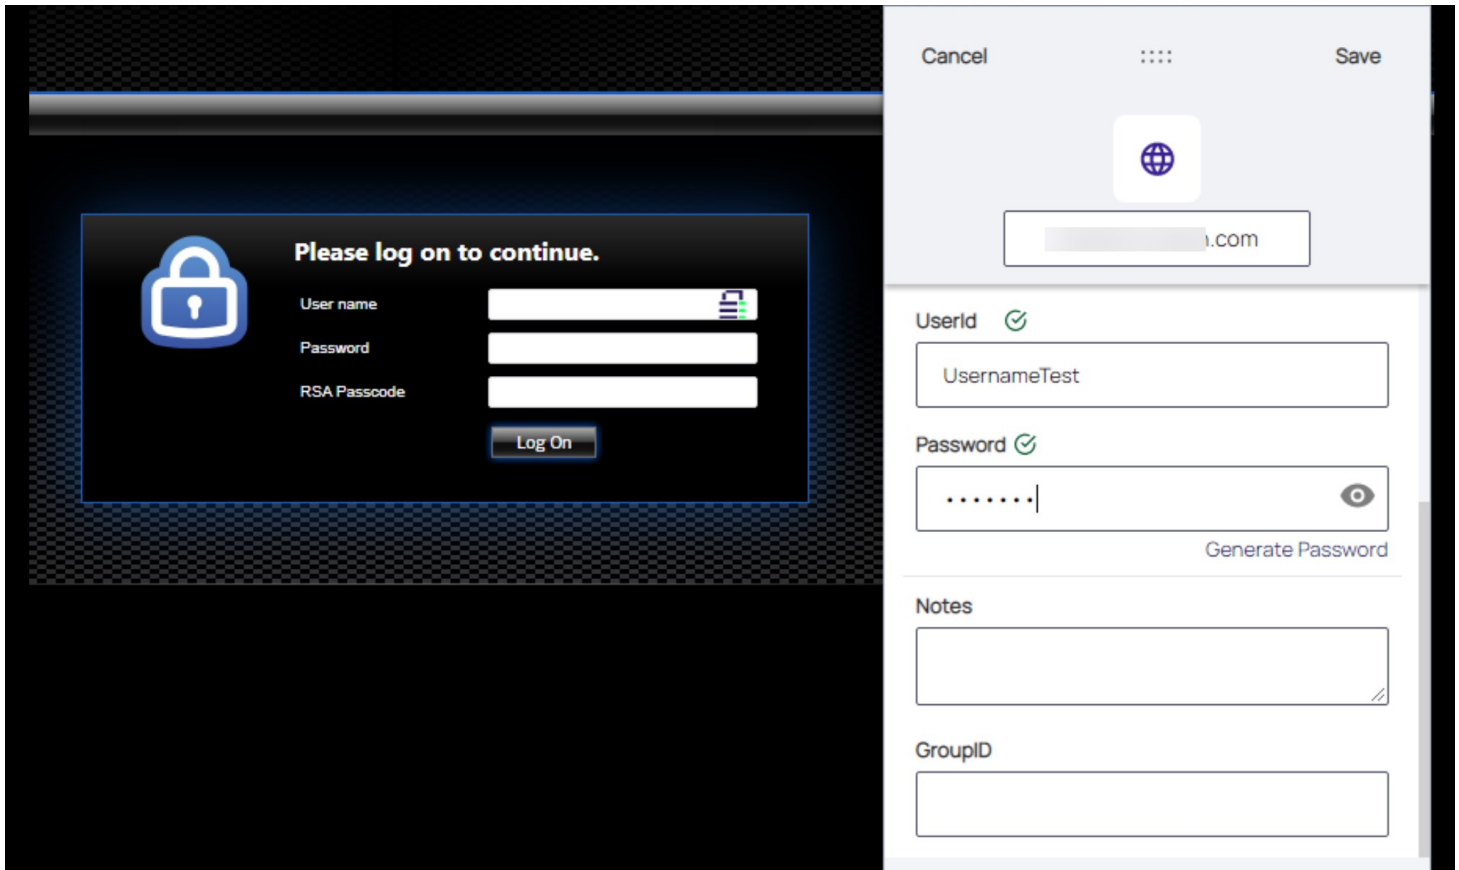 Please log on to continue.
User name
Password
RSA Passcode
Log On
Cancel
Save
.com
UserId
UsernameTest
Password
Generate Password
Notes
GroupID